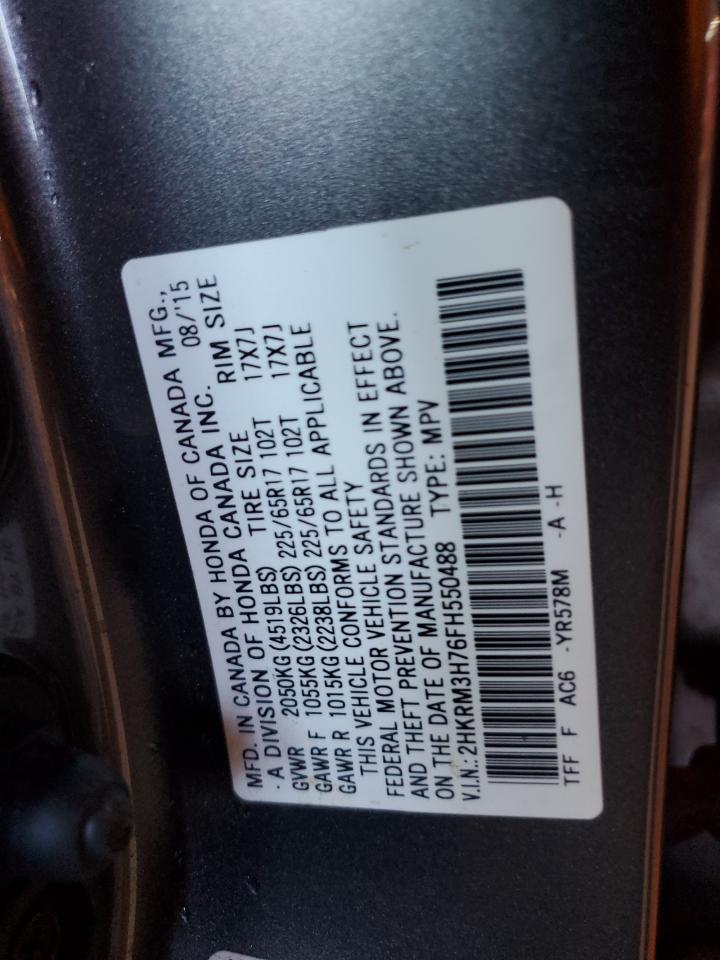 MFD. IN CANADA BY HONDA OF CANADA MFG.,
- A DIVISION OF HONDA CANADA INC. 08/'15
TIRE SIZE RIM SIZE
GVWR 2050KG(4519LBS)
GAWR F 1055KG(2326LBS) 225/65R17 102T 17X7J
GAWR R 1015KG(2238LBS) 225/65R17 102T 17X7J
THIS VEHICLE CONFORMS TO ALL APPLICABLE
FEDERAL MOTOR VEHICLE SAFETY
STANDARDS IN EFFECT
AND THEFT PREVENTION STANDARDS SHOWN ABOVE.
ON THE DATE OF MANUFACTURE
V.I.N.: 2HKRM3H76FH550488 TYPE: MPV
TFF F AC6 -YR578M -A -H